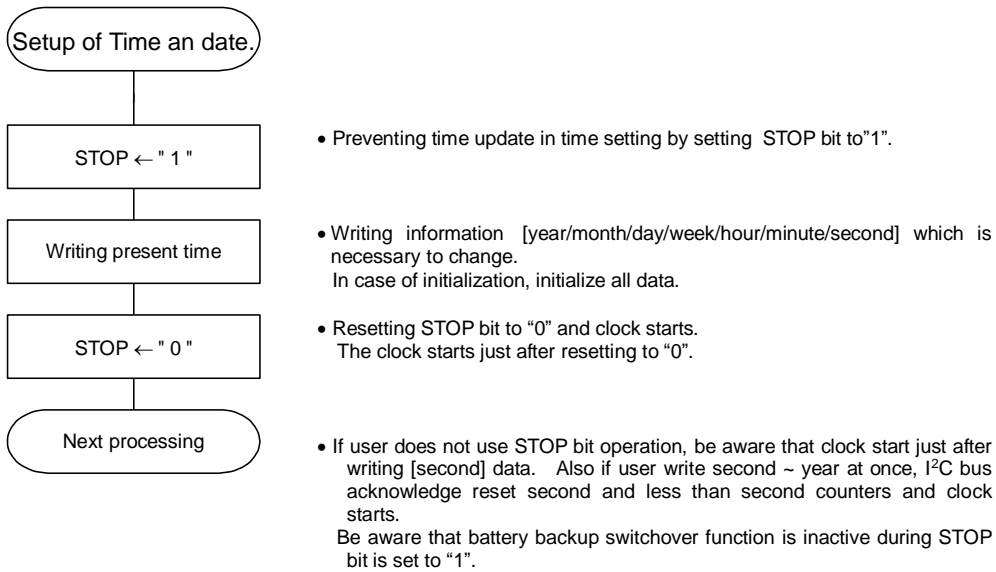 Setup of Time an date.
STOP ← " 1 "
• Preventing time update in time setting by setting  STOP bit to”1”.
Writing present time
• Writing information [year/month/day/week/hour/minute/second] which is
necessary to change.
In case of initialization, initialize all data.
STOP ← " 0 "
• Resetting STOP bit to “0” and clock starts.
The clock starts just after resetting to “0”.
Next processing
• If user does not use STOP bit operation, be aware that clock start just after
writing [second] data.   Also if user write second ~ year at once, I²C bus
acknowledge reset second and less than second counters and clock
starts.
Be aware that battery backup switchover function is inactive during STOP
bit is set to “1”.